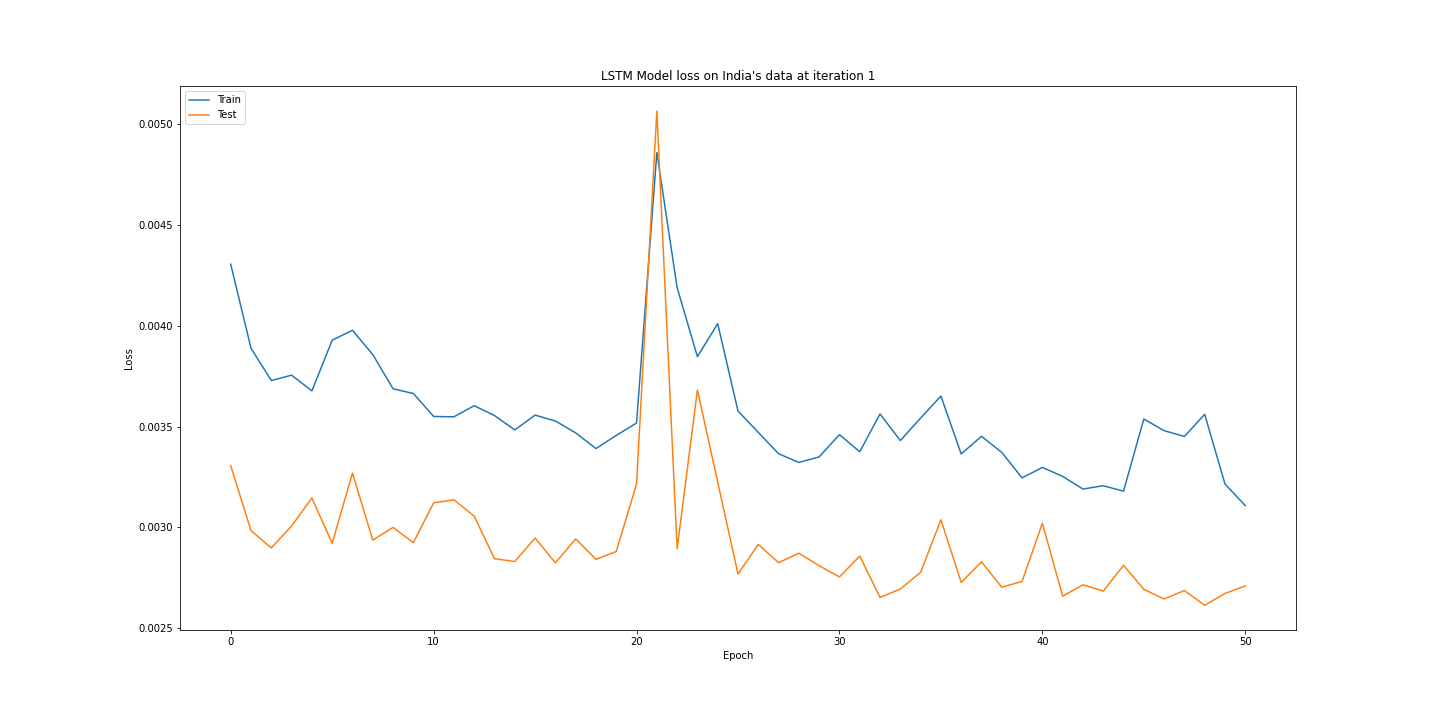 LSTM Model loss on India's data at iteration 1
Train
Test
0.0050
0.0045
0.0040
0.0035
0.0030
0.0025
Loss
0 10 20 30 40 50
Epoch